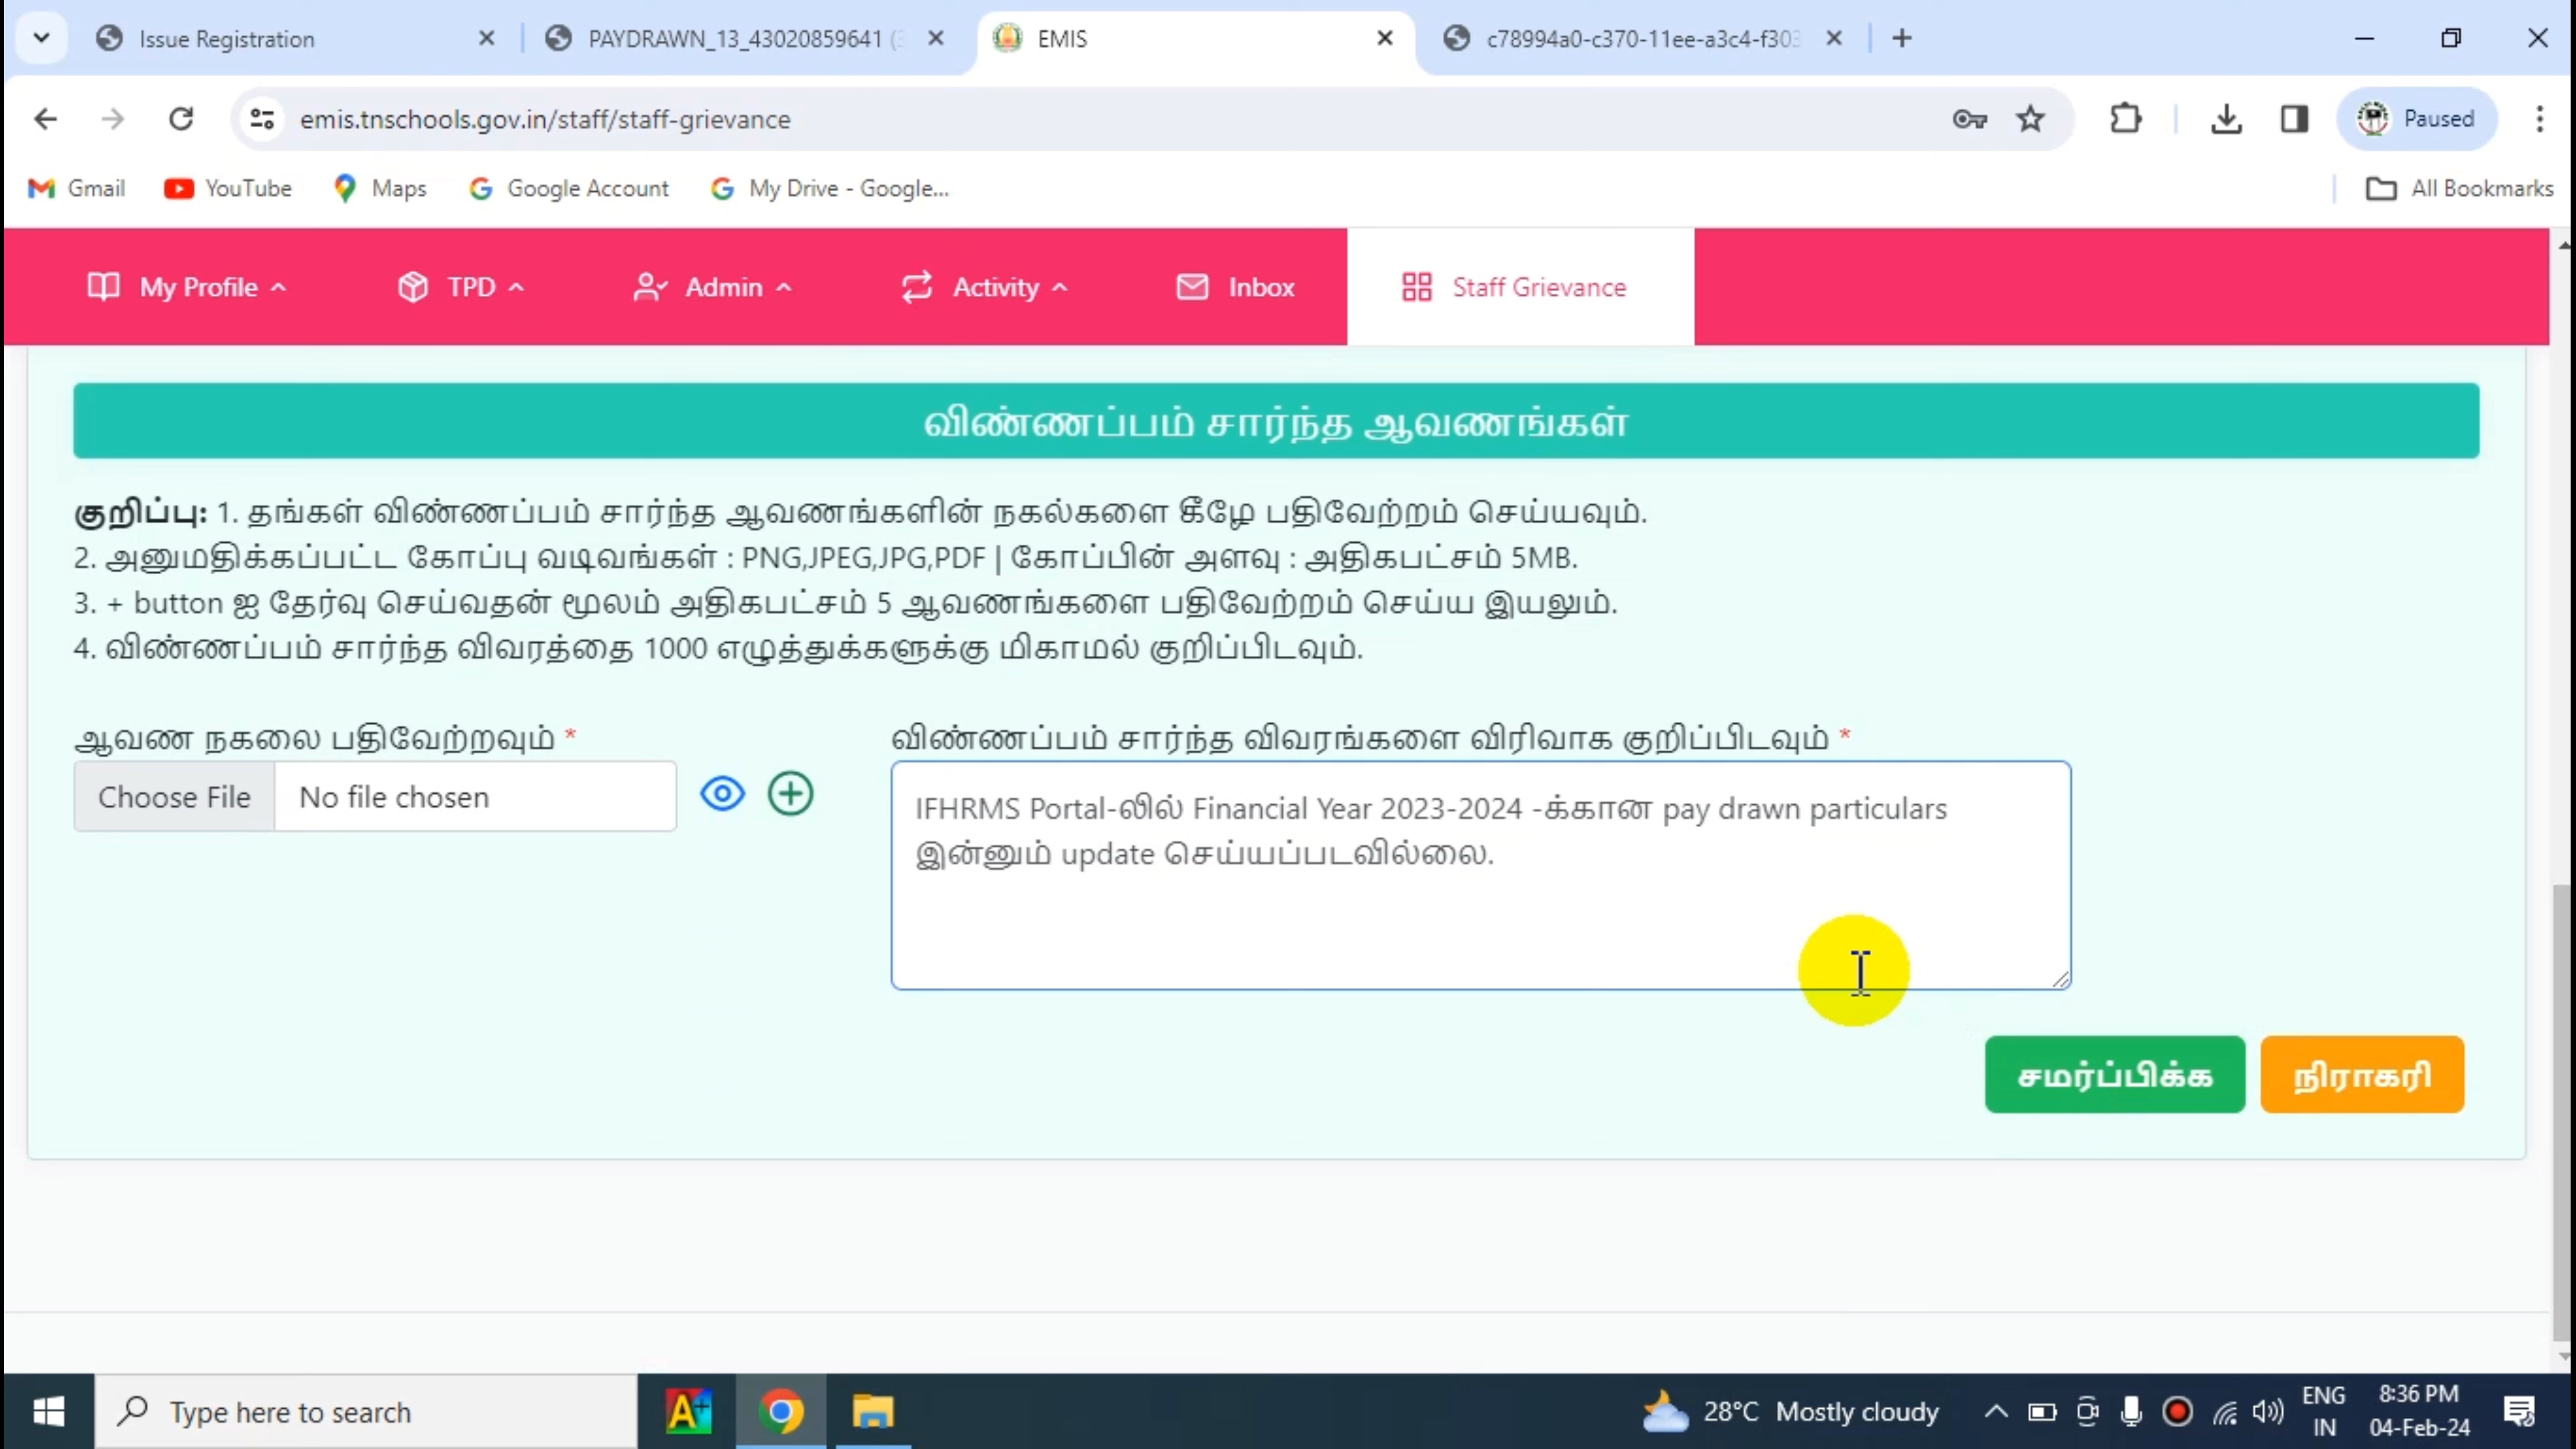 Issue Registration
PAYDRAWN_13_43020859641 (
EMIS
c78994a0-c370-11ee-a3c4-f303
emis.tnschools.gov.in/staff/staff-grievance
Paused
Gmail
YouTube
Maps
Google Account
My Drive - Google...
All Bookmarks
My Profile
TPD
Admin
Activity
Inbox
Staff Grievance
விண்ணப்பம் சார்ந்த ஆவணங்கள்
குறிப்பு: 1. தங்கள் விண்ணப்பம் சார்ந்த ஆவணங்களின் நகல்களை கீழே பதிவேற்றம் செய்யவும்.
2. அனுமதிக்கப்பட்ட கோப்பு வடிவங்கள் : PNG,JPEG,JPG,PDF | கோப்பின் அளவு : அதிகபட்சம் 5MB.
3. + button ஐ தேர்வு செய்வதன் மூலம் அதிகபட்சம் 5 ஆவணங்களை பதிவேற்றம் செய்ய இயலும்.
4. விண்ணப்பம் சார்ந்த விவரத்தை 1000 எழுத்துக்களுக்கு மிகாமல் குறிப்பிடவும்.
ஆவண நகலை பதிவேற்றவும் *
விண்ணப்பம் சார்ந்த விவரங்களை விரிவாக குறிப்பிடவும் *
Choose File No file chosen
IFHRMS Portal-லில் Financial Year 2023-2024 -க்கான pay drawn particulars
இன்னும் update செய்யப்படவில்லை.
சமர்ப்பிக்க
நிராகரி
Type here to search
28°C Mostly cloudy
ENG
IN
8:36 PM
04-Feb-24